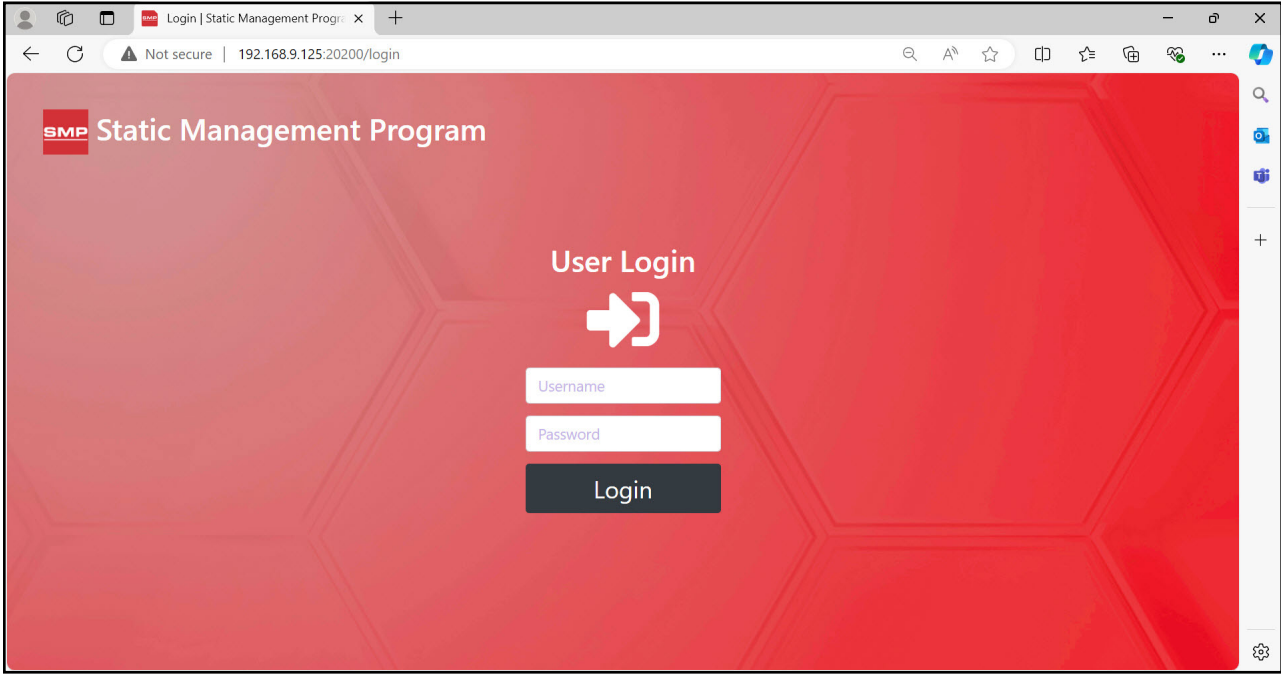 SMP Login | Static Management Progra
Not secure | 192.168.9.125:20200/login
SMP Static Management Program
User Login
Username
Password
Login